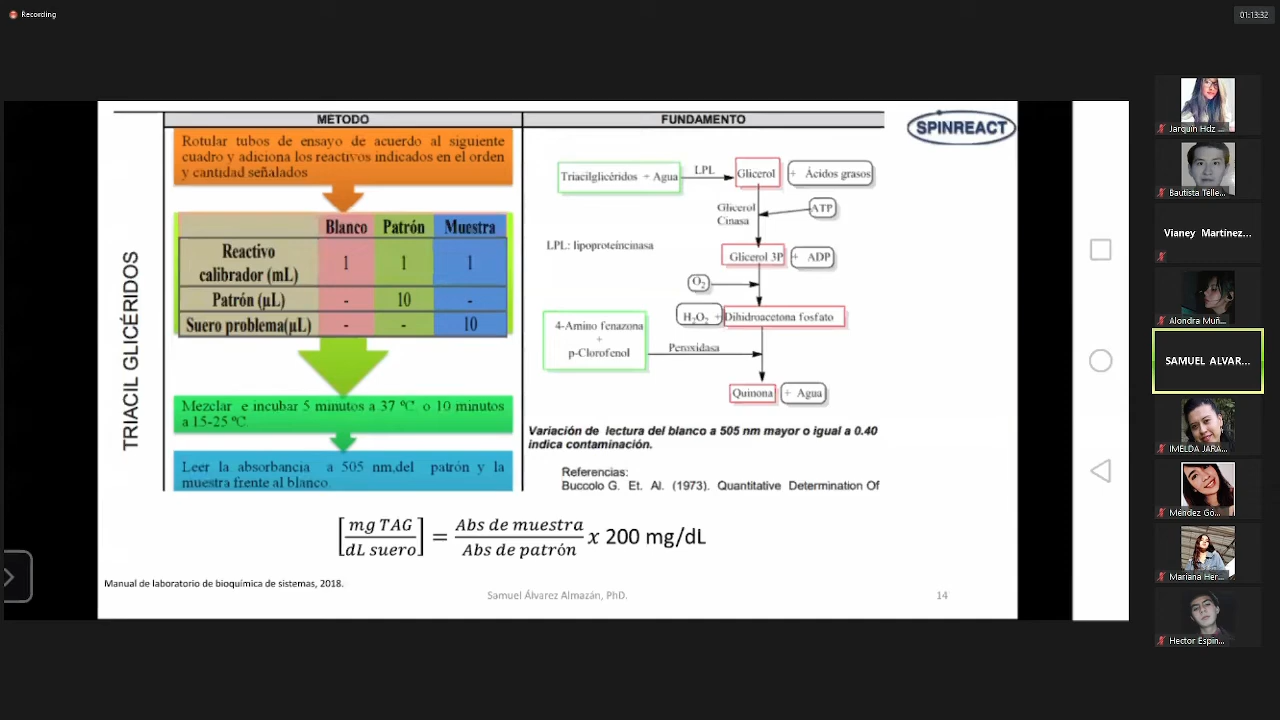 Recording
01:13:32
METODO
FUNDAMENTO
SPINREACT
TRIACIL GLICÉRIDOS
Rotular tubos de ensayo de acuerdo al siguiente
cuadro y adiciona los reactivos indicados en el orden
y cantidad señalados
Blanco Patrón Muestra
Reactivo
calibrador (mL) 1 1 1
Patrón (µL) - 10 -
Suero problema(µL) - - 10
Mezclar e incubar 5 minutos a 37 ºC o 10 minutos
a 15-25 ºC.
Leer la absorbancia a 505 nm,del patrón y la
muestra frente al blanco.
Triacilglicéridos + Agua
LPL
Glicerol
+ Ácidos grasos
Glicerol
Cinasa
ATP
LPL: lipoproteincinasa
Glicerol 3P
+ ADP
O2
H2O2 +
Dihidroacetona fosfato
4-Amino fenazona
+
p-Clorofenol
Peroxidasa
Quinona
+ Agua
Variación de lectura del blanco a 505 nm mayor o igual a 0.40
indica contaminación.
Referencias:
Buccolo G. Et. Al. (1973). Quantitative Determination Of
[mg TAG / dL suero] = Abs de muestra / Abs de patrón x 200 mg/dL
Manual de laboratorio de bioquímica de sistemas, 2018.
Samuel Álvarez Almazán, PhD.
14
Jarquin Hdz ...
Bautista Telle...
Vianey Martinez...
Alondra Muñ...
SAMUEL ALVAR...
IMELDA JARA...
Méndez Go...
Mariana Her...
Hector Espin...